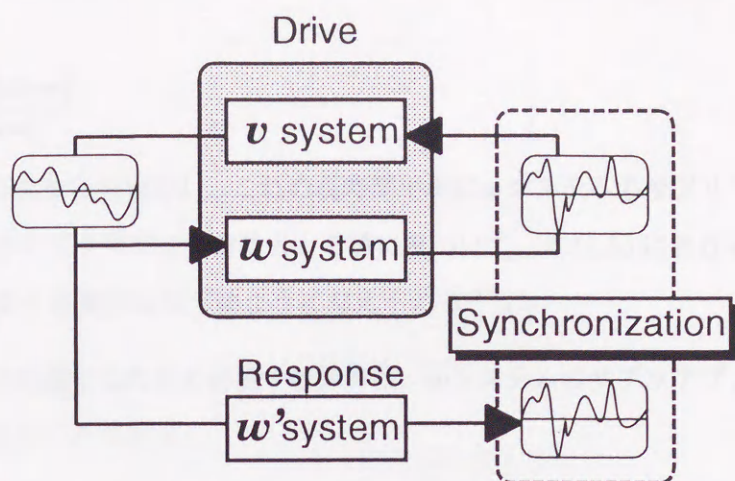 Drive
v system
w system
Synchronization
Response
w'system